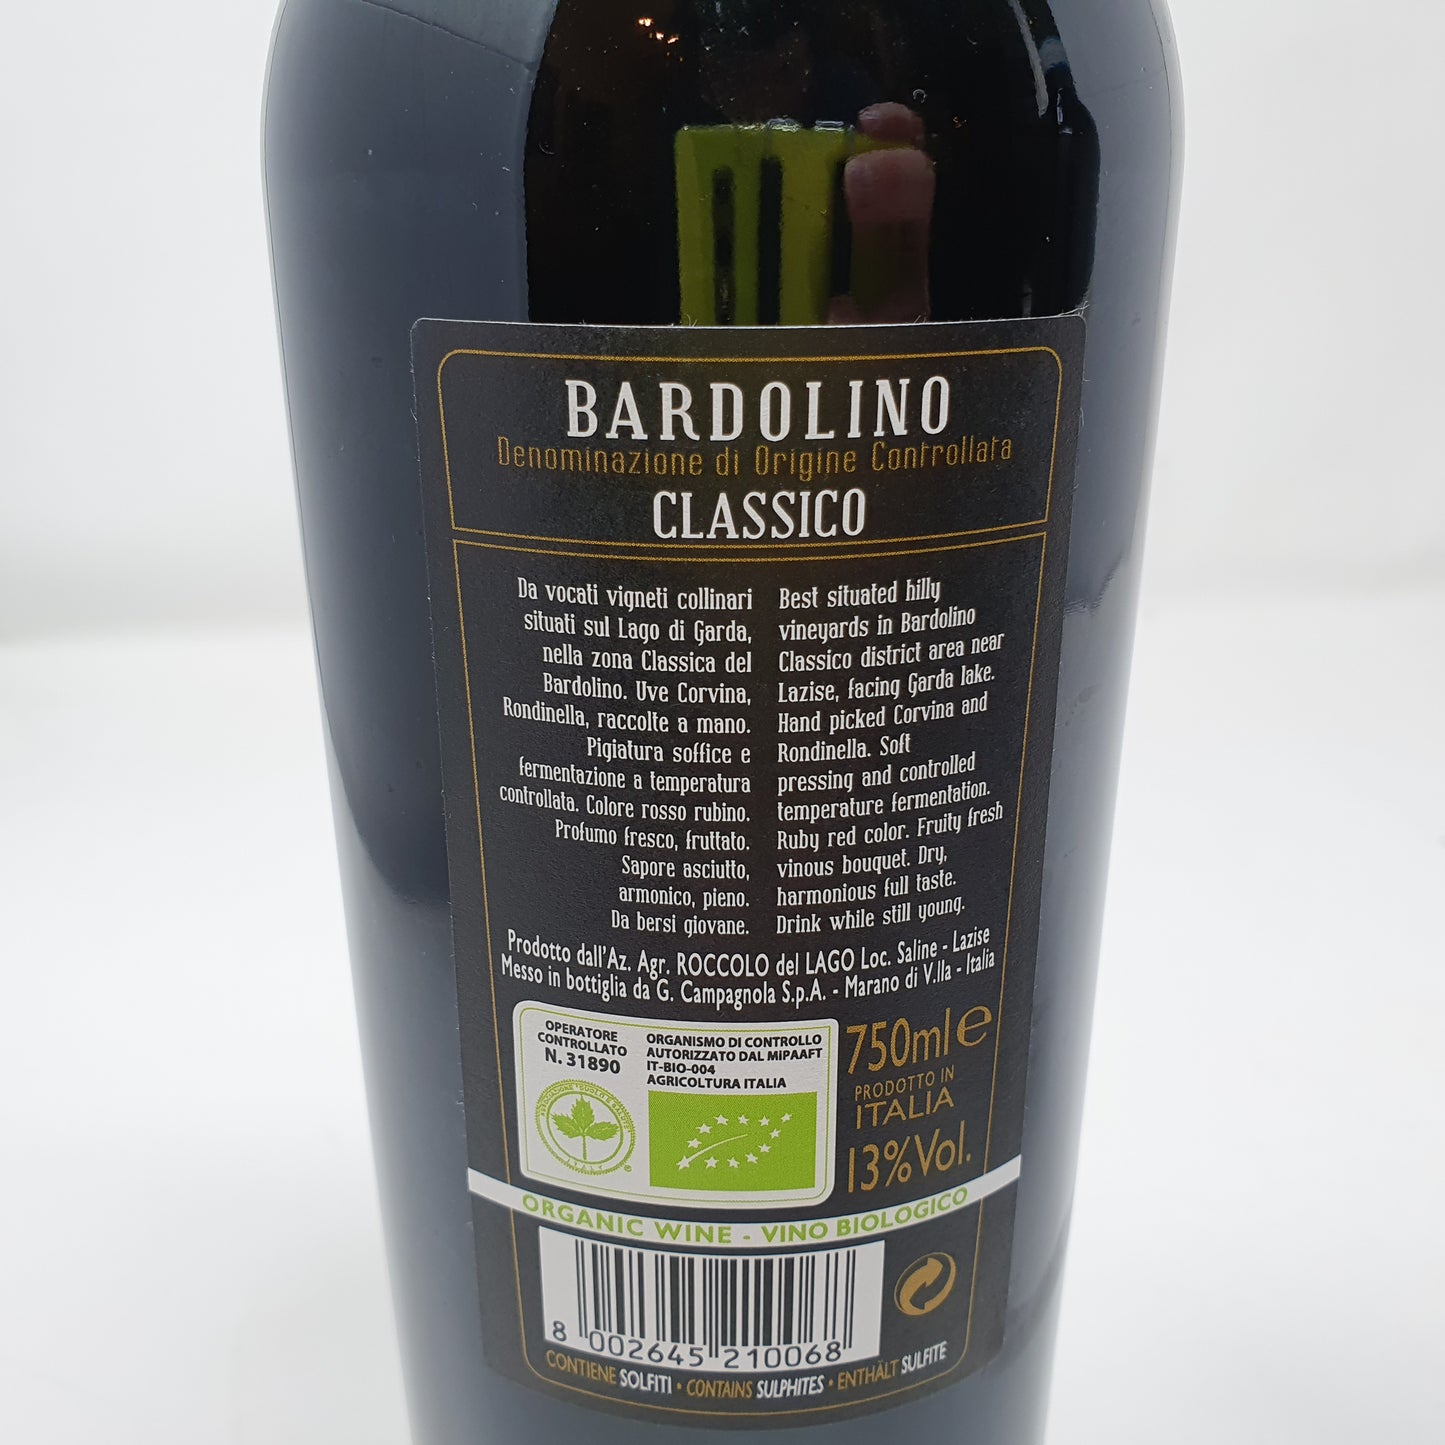 BARDOLINO
Denominazione di Origine Controllata
CLASSICO
Da vocati vigneti collinari
situati sul Lago di Garda,
nella zona Classica del
Bardolino. Uve Corvina,
Rondinella, raccolte a mano.
Pigiatura soffice e
fermentazione a temperatura
controllata. Colore rosso rubino.
Profumo fresco, fruttato.
Sapore asciutto,
armonico, pieno.
Da bersi giovane.
Best situated hilly
vineyards in Bardolino
Classico district area near
Lazise, facing Garda lake.
Hand picked Corvina and
Rondinella. Soft
pressing and controlled
temperature fermentation.
Ruby red color. Fruity fresh
vinous bouquet. Dry,
harmonious full taste.
Drink while still young.
Prodotto dall'Az. Agr. ROCCOLO del LAGO Loc. Saline - Lazise
Messo in bottiglia da G. Campagnola S.p.A. - Marano di V.lla - Italia
OPERATORE
CONTROLLATO
N. 31890
ORGANISMO DI CONTROLLO
AUTORIZZATO DAL MiPAAFT
IT-BIO-004
AGRICOLTURA ITALIA
750ml e
PRODOTTO IN
ITALIA
13% Vol.
ORGANIC WINE - VINO BIOLOGICO
8 002645 210068
CONTIENE SOLFITI • CONTAINS SULPHITES • ENTHÄLT SULFITE